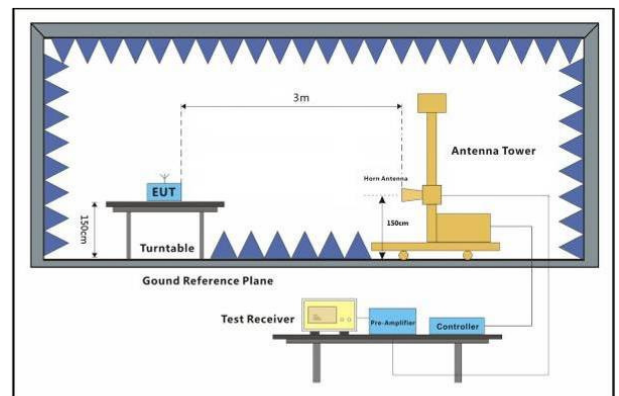 3m
Antenna Tower
Horn Antenna
EUT
150cm
150cm
Turntable
Gound Reference Plane
Test Receiver
Pre-Amplifier
Controller